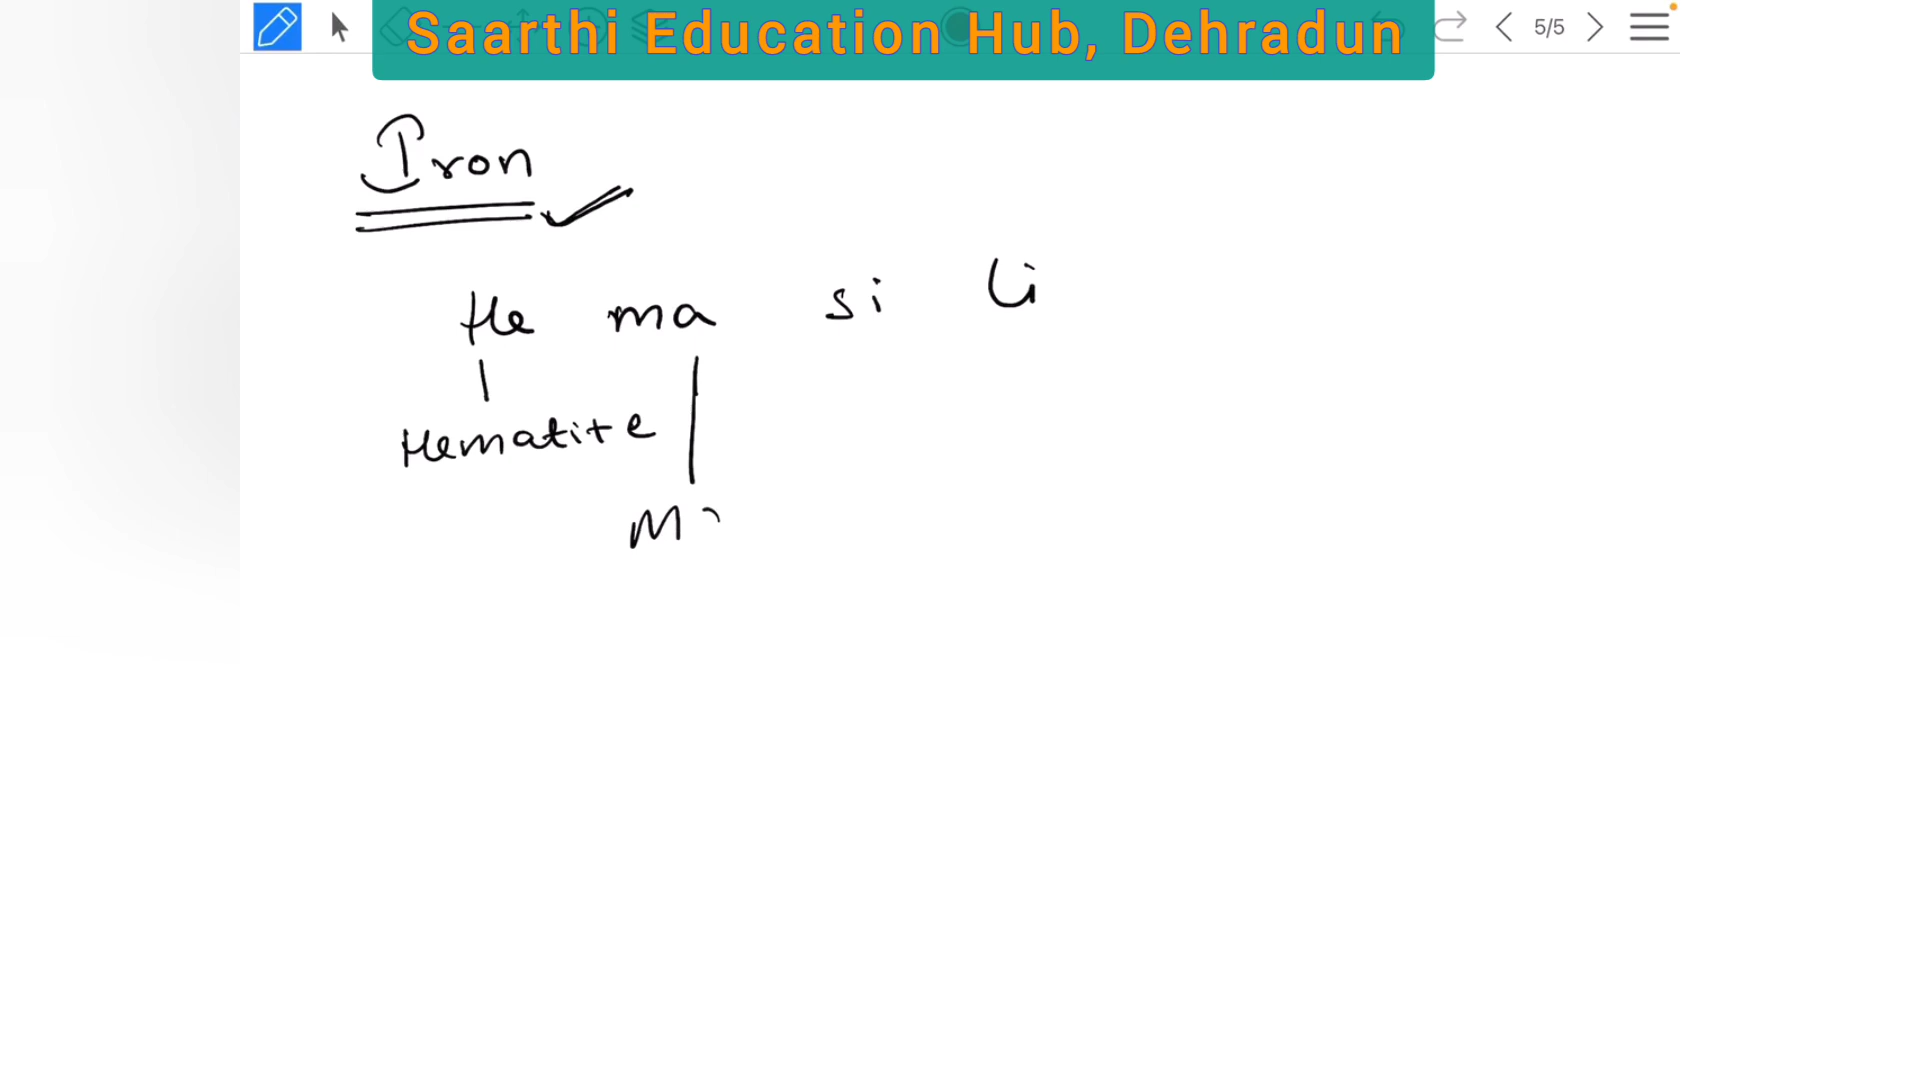 Saarthi Education Hub, Dehradun
5/5
Iron
He ma si Li
Hematite
M